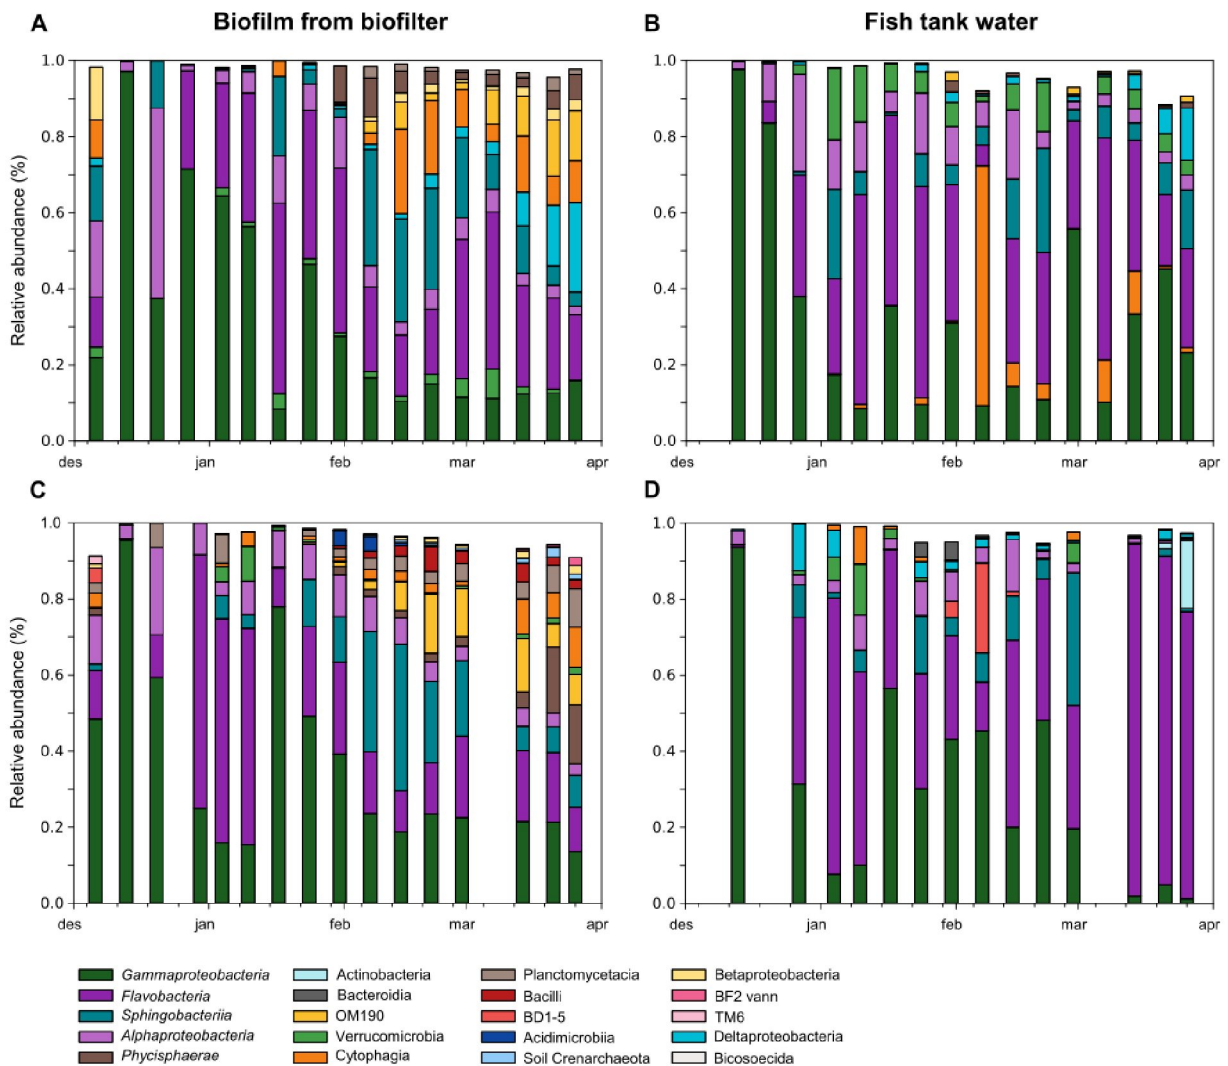 A Biofilm from biofilter
B Fish tank water
Relative abundance (%)
1.0
0.8
0.6
0.4
0.2
0.0
des jan feb mar apr
1.0
0.8
0.6
0.4
0.2
0.0
des jan feb mar apr
C
D
Relative abundance (%)
1.0
0.8
0.6
0.4
0.2
0.0
des jan feb mar apr
1.0
0.8
0.6
0.4
0.2
0.0
des jan feb mar apr
Gammaproteobacteria
Flavobacteria
Sphingobacteriia
Alphaproteobacteria
Phycisphaerae
Actinobacteria
Bacteroidia
OM190
Verrucomicrobia
Cytophagia
Planctomycetacia
Bacilli
BD1-5
Acidimicrobiia
Soil Crenarchaeota
Betaproteobacteria
BF2 vann
TM6
Deltaproteobacteria
Bicosoecida